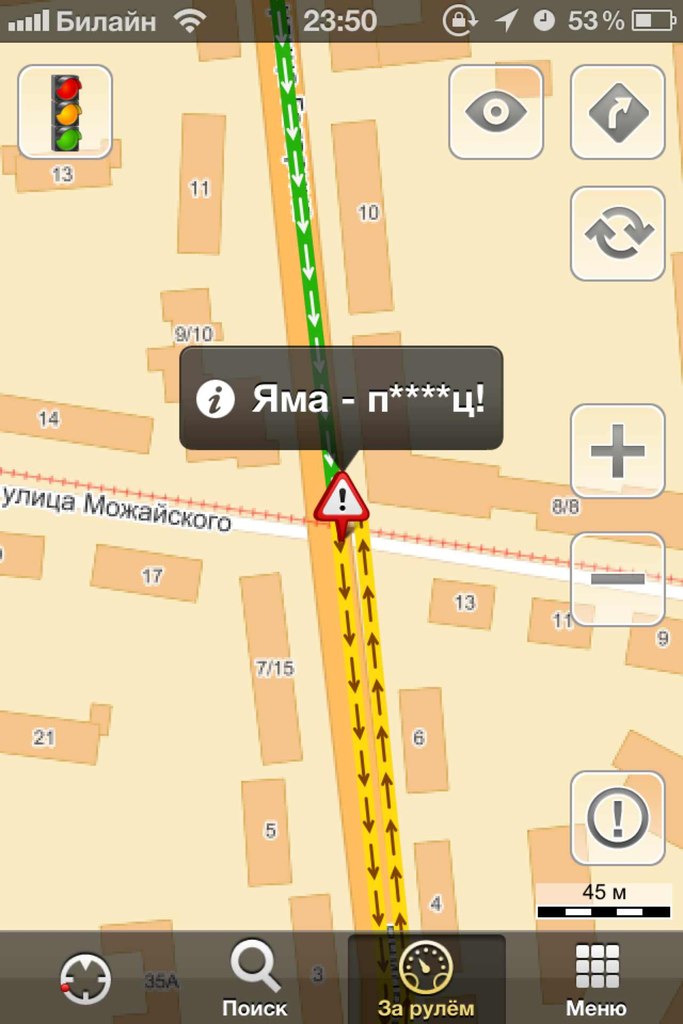 Билайн 23:50 53 %
13
11
10
9/10
Яма - п****ц!
14
улица Можайского
8/8
17
13
11
9
7/15
6
21
5
45 м
4
35А
3
Поиск
За рулём
Меню